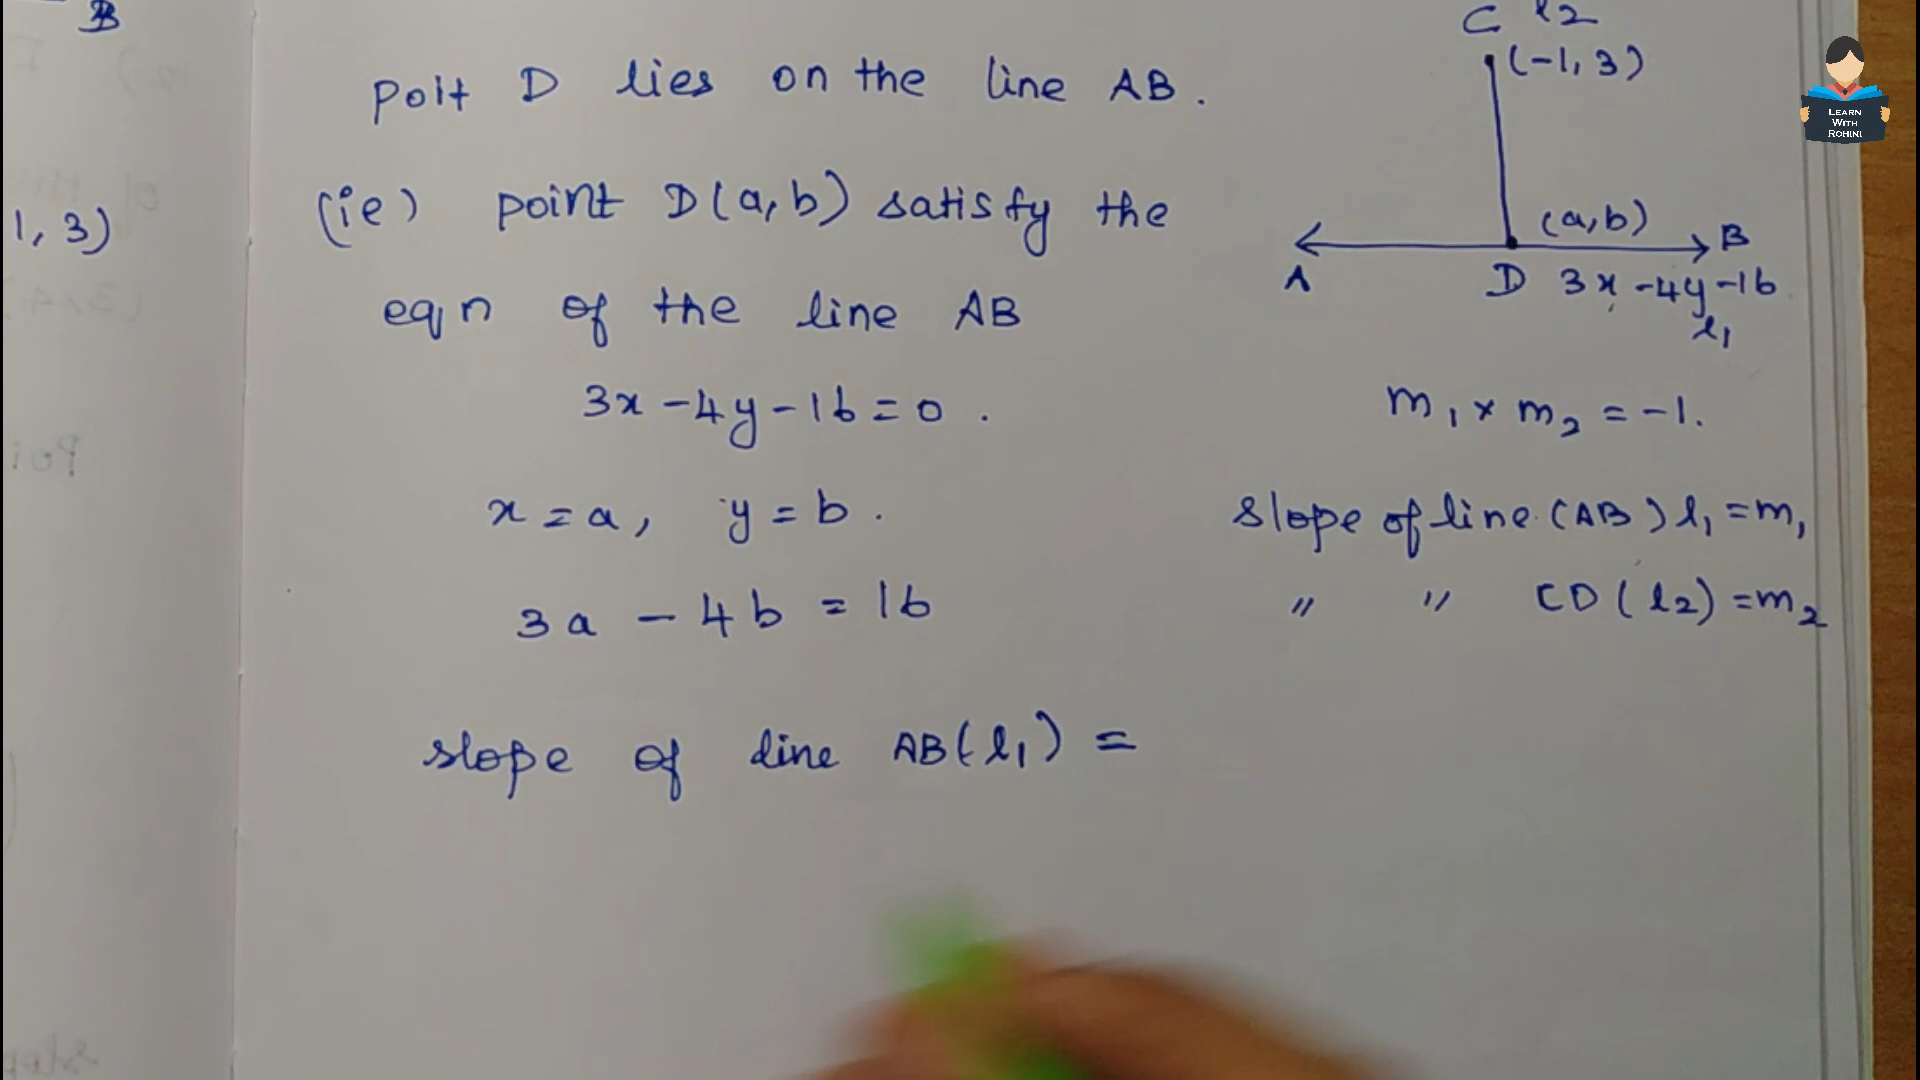 B
1, 3)
poit D lies on the line AB.
(ie) point D(a, b) satisfy the
eqn of the line AB
3x - 4y - 16 = 0.
x = a, y = b.
3a - 4b = 16
slope of line AB(l1) =
C l2
(-1, 3)
(a, b)
B
A
D 3x - 4y - 16
l1
m1 x m2 = -1.
slope of line (AB) l1 = m1
" " CD (l2) = m2
LEARN
WITH
ROHINI